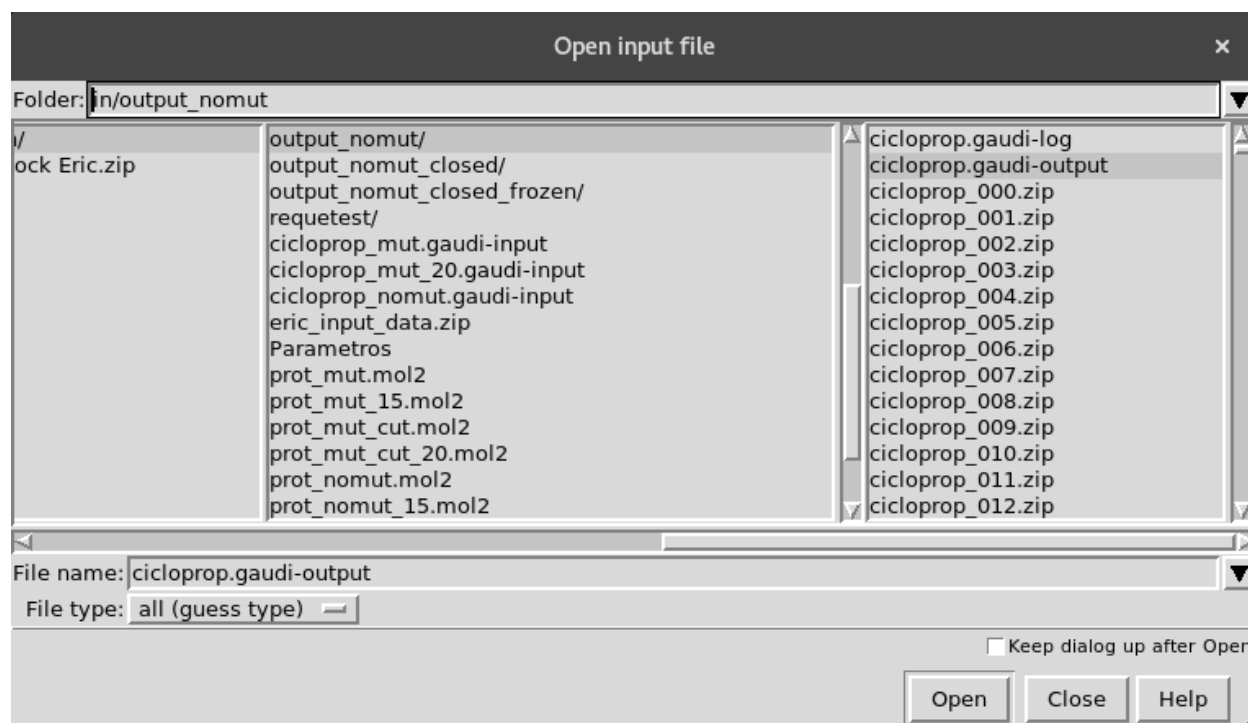 Open input file
×
Folder: in/output_nomut
/
ock Eric.zip
output_nomut/
output_nomut_closed/
output_nomut_closed_frozen/
requetest/
cicloprop_mut.gaudi-input
cicloprop_mut_20.gaudi-input
cicloprop_nomut.gaudi-input
eric_input_data.zip
Parametros
prot_mut.mol2
prot_mut_15.mol2
prot_mut_cut.mol2
prot_mut_cut_20.mol2
prot_nomut.mol2
prot_nomut_15.mol2
cicloprop.gaudi-log
cicloprop.gaudi-output
cicloprop_000.zip
cicloprop_001.zip
cicloprop_002.zip
cicloprop_003.zip
cicloprop_004.zip
cicloprop_005.zip
cicloprop_006.zip
cicloprop_007.zip
cicloprop_008.zip
cicloprop_009.zip
cicloprop_010.zip
cicloprop_011.zip
cicloprop_012.zip
File name: cicloprop.gaudi-output
File type: all (guess type)
Keep dialog up after Open
Open Close Help